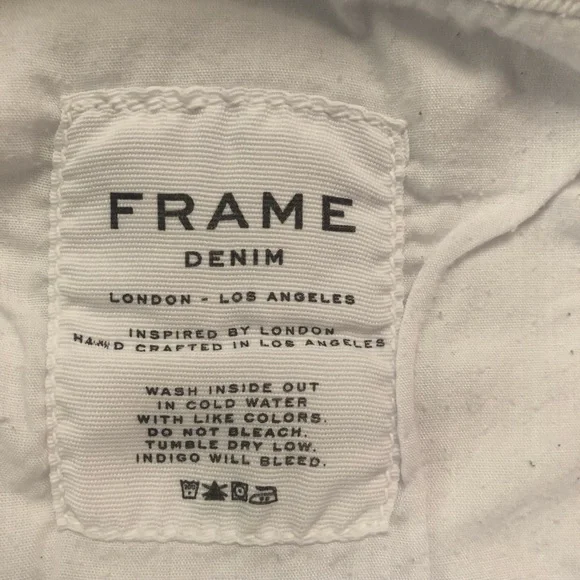 FRAME
DENIM
LONDON - LOS ANGELES
INSPIRED BY LONDON
HAND CRAFTED IN LOS ANGELES
WASH INSIDE OUT
IN COLD WATER
WITH LIKE COLORS.
DO NOT BLEACH.
TUMBLE DRY LOW.
INDIGO WILL BLEED.